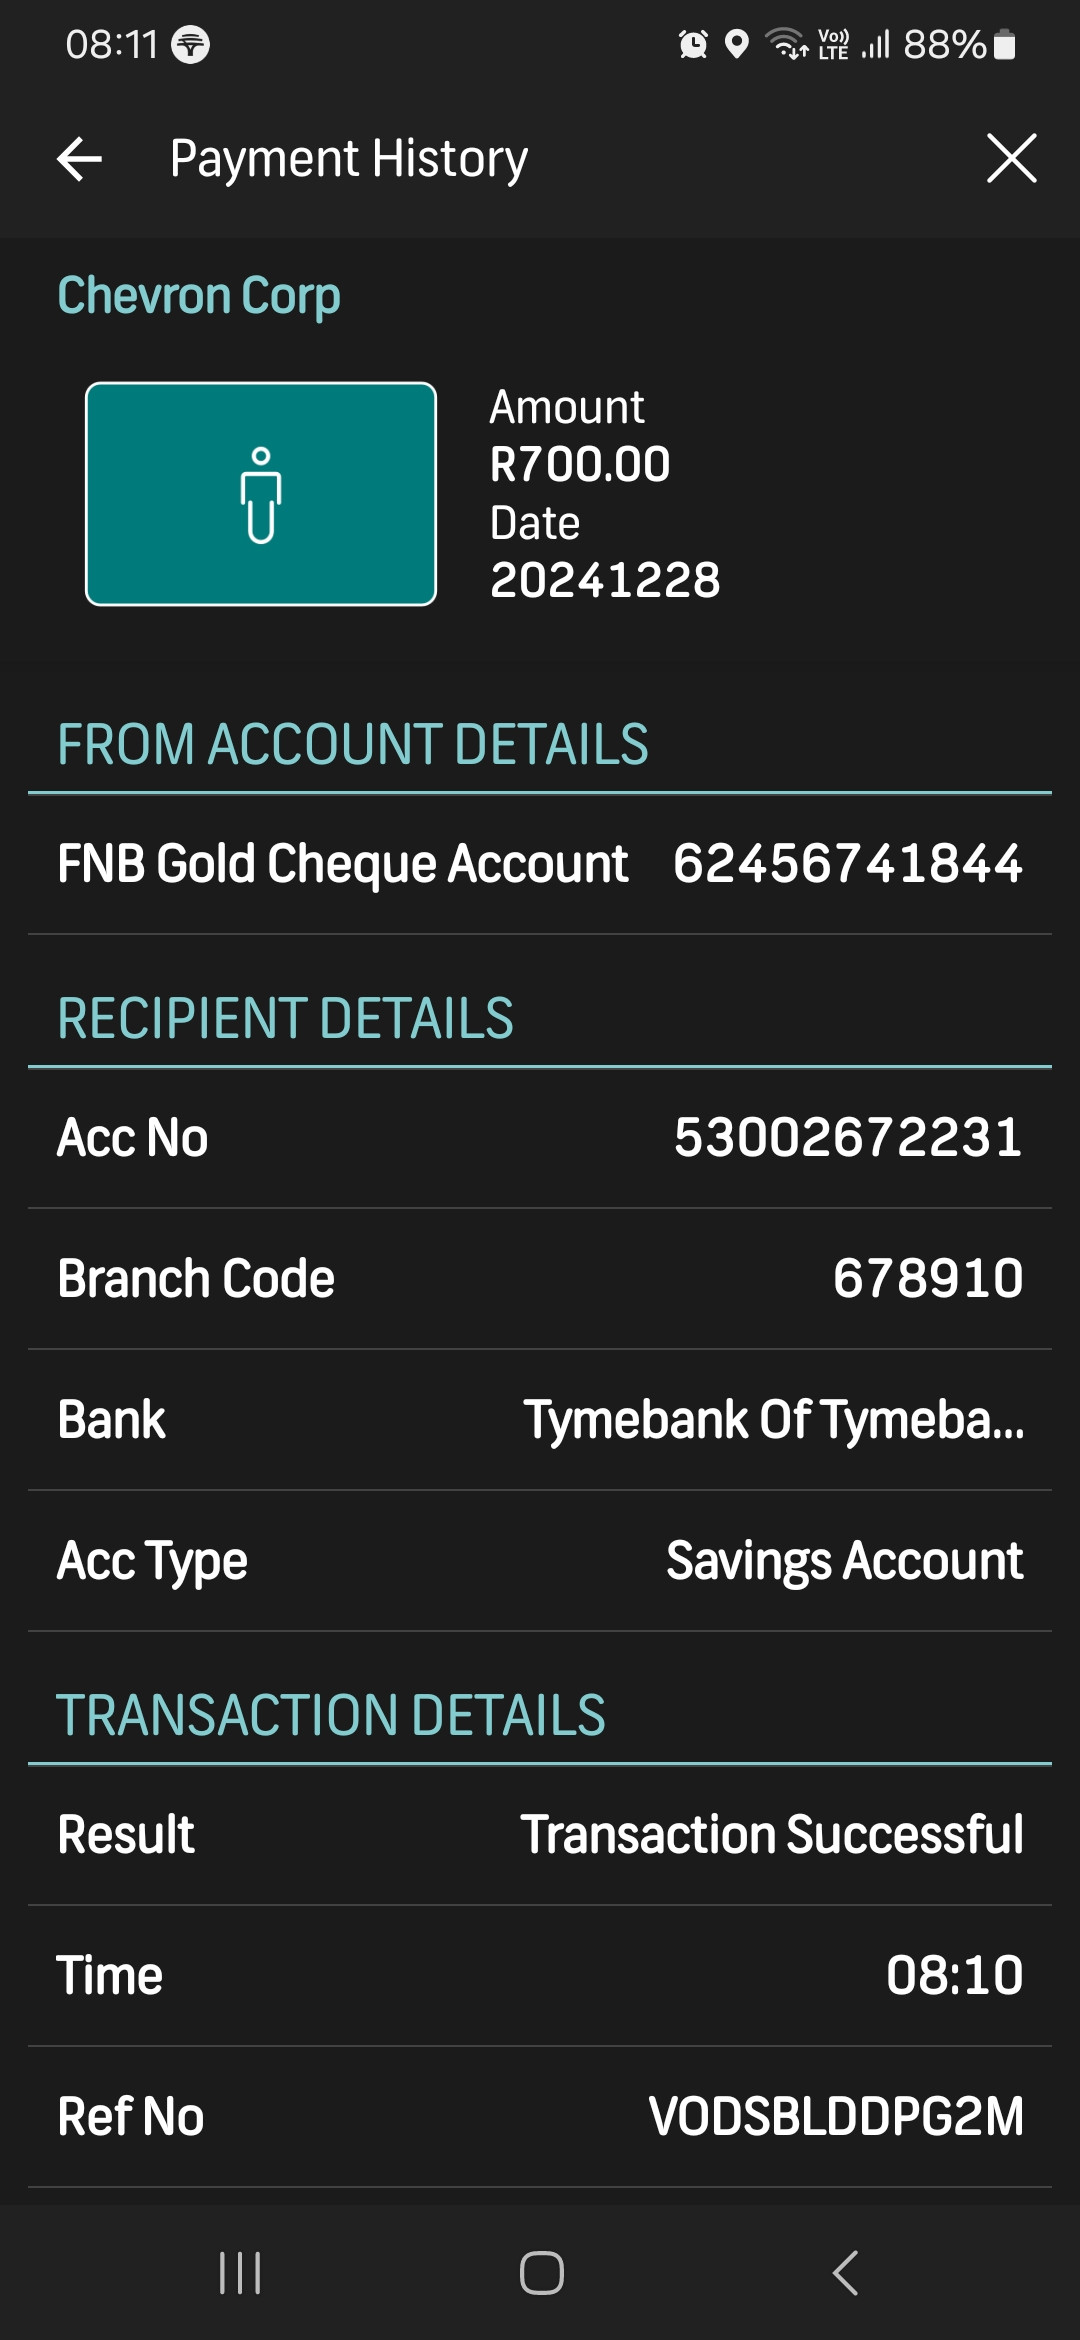 08:11 Vo)) LTE 88%
Payment History
Chevron Corp
Amount
R700.00
Date
20241228
FROM ACCOUNT DETAILS
FNB Gold Cheque Account 62456741844
RECIPIENT DETAILS
Acc No 53002672231
Branch Code 678910
Bank Tymebank Of Tymeba...
Acc Type Savings Account
TRANSACTION DETAILS
Result Transaction Successful
Time 08:10
Ref No VODSBLDDPG2M